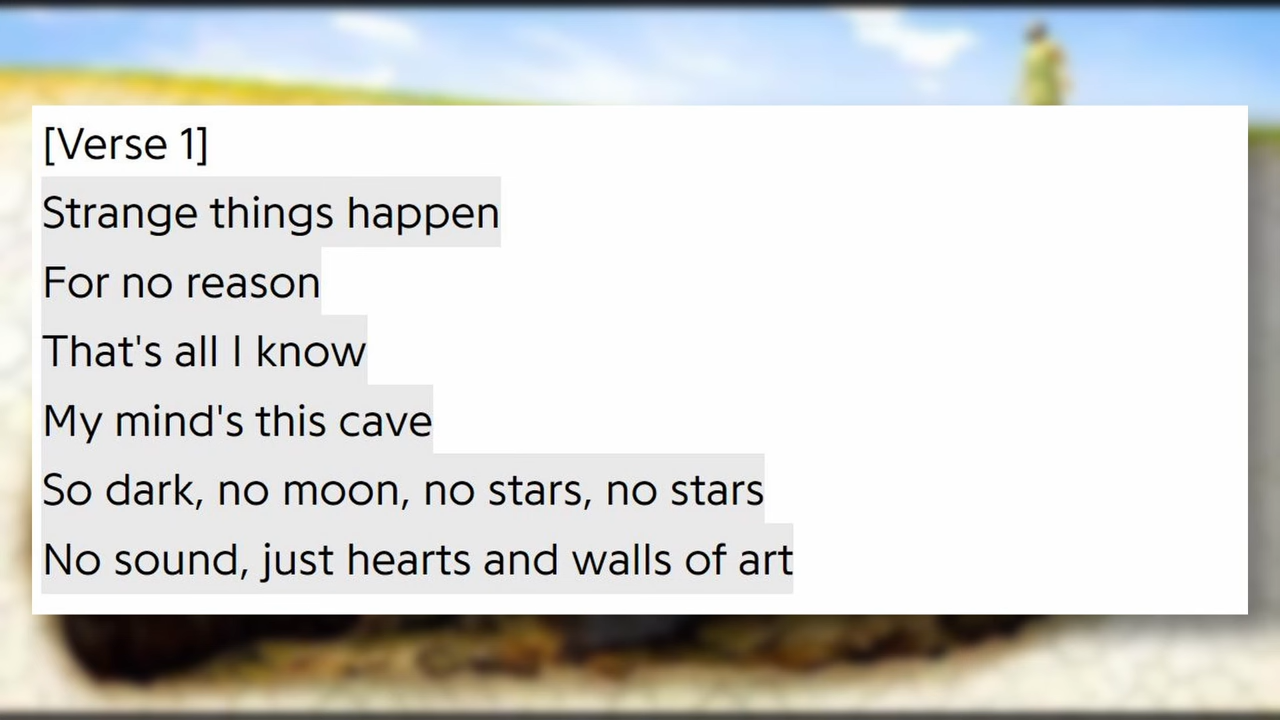 [Verse 1]
Strange things happen
For no reason
That's all I know
My mind's this cave
So dark, no moon, no stars, no stars
No sound, just hearts and walls of art